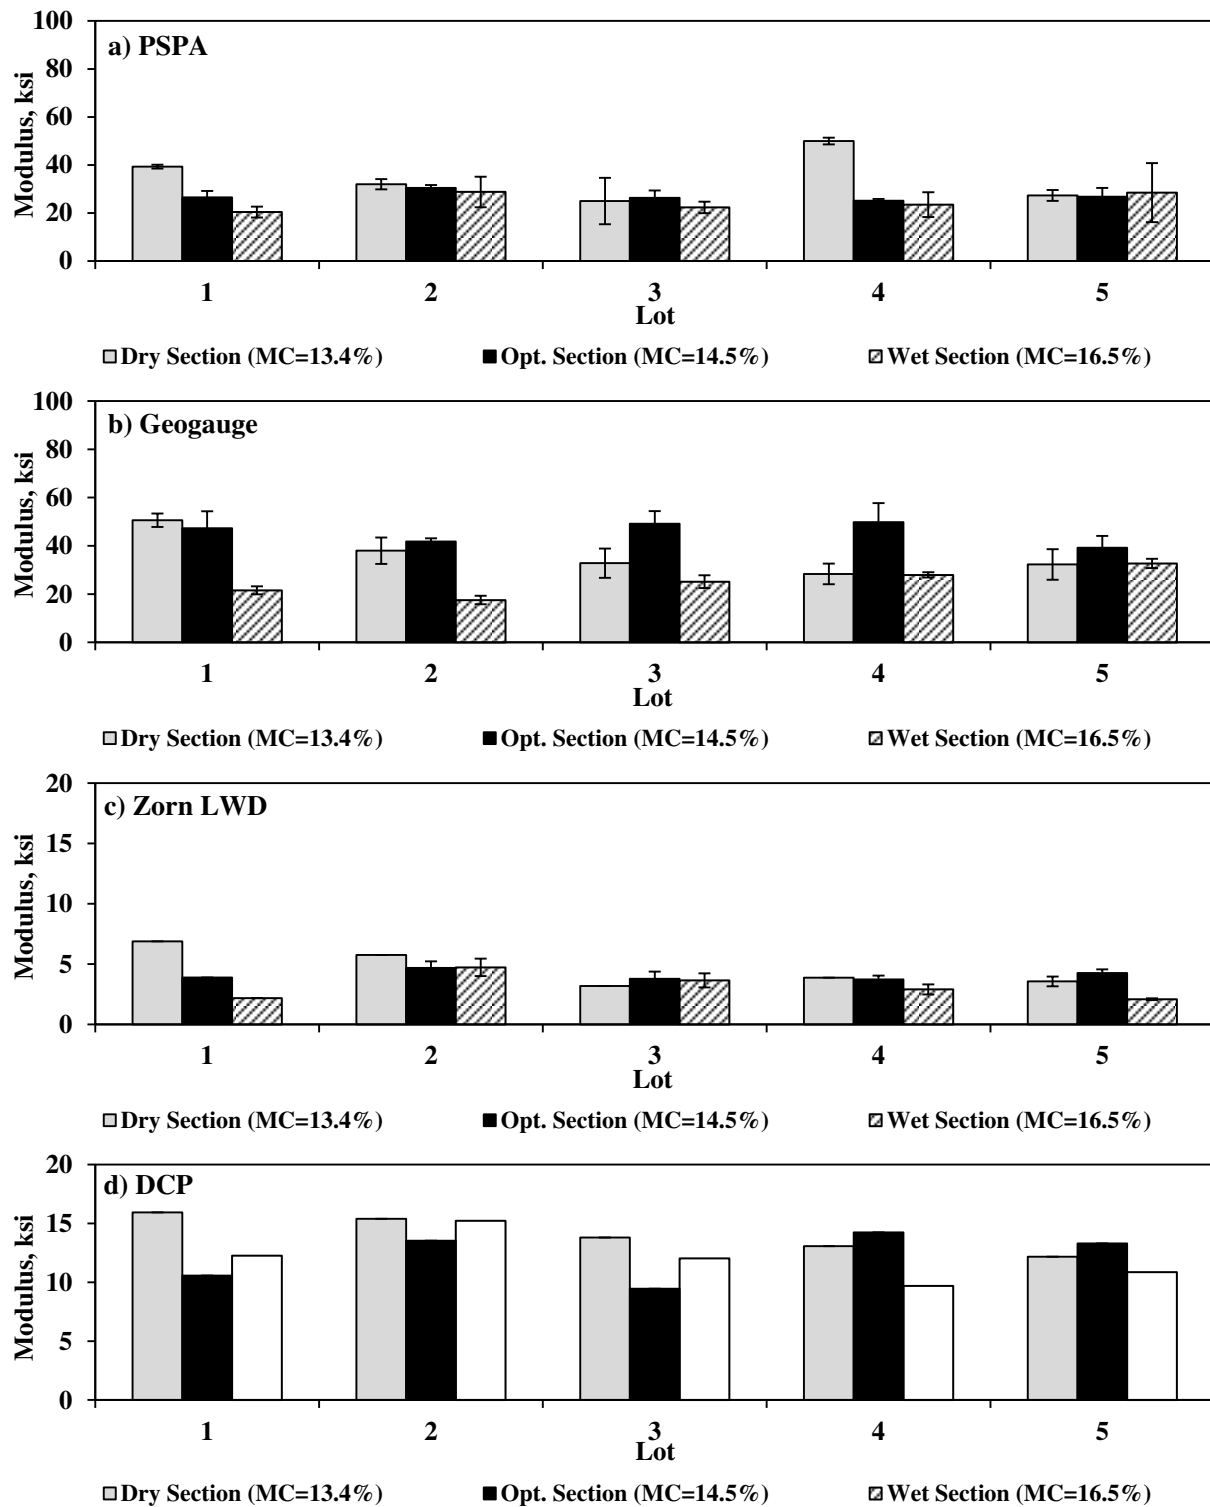 a) PSPA
Modulus, ksi
100
80
60
40
20
0
1 2 3 4 5
Lot
Dry Section (MC=13.4%) Opt. Section (MC=14.5%) Wet Section (MC=16.5%)
b) Geogauge
Modulus, ksi
100
80
60
40
20
0
1 2 3 4 5
Lot
Dry Section (MC=13.4%) Opt. Section (MC=14.5%) Wet Section (MC=16.5%)
c) Zorn LWD
Modulus, ksi
20
15
10
5
0
1 2 3 4 5
Lot
Dry Section (MC=13.4%) Opt. Section (MC=14.5%) Wet Section (MC=16.5%)
d) DCP
Modulus, ksi
20
15
10
5
0
1 2 3 4 5
Lot
Dry Section (MC=13.4%) Opt. Section (MC=14.5%) Wet Section (MC=16.5%)